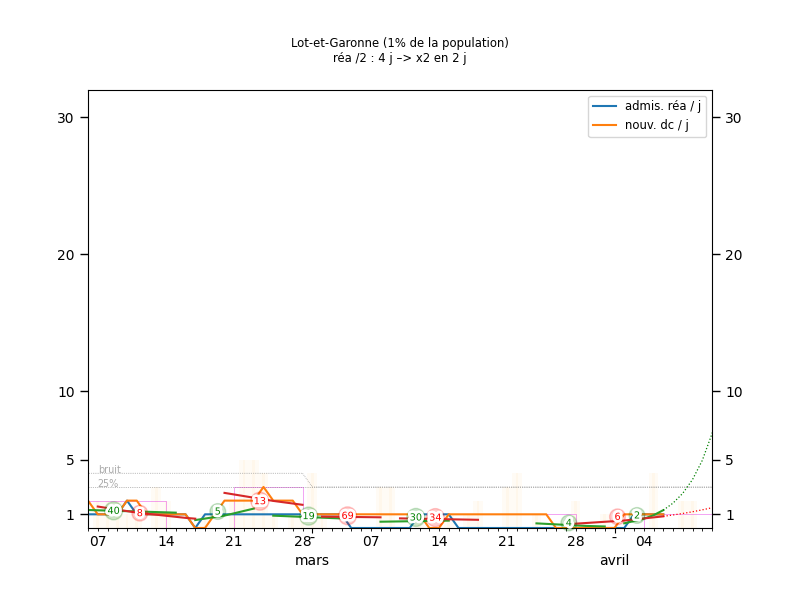 Lot-et-Garonne (1% de la population)
réa /2 : 4 j –> x2 en 2 j
admis. réa / j
nouv. dc / j
30 30
20 20
10 10
5 5
bruit
25%
1 1
40 8 5 13 19 69 30 34 4 6 2
07 14 21 28 07 14 21 28 04
mars avril